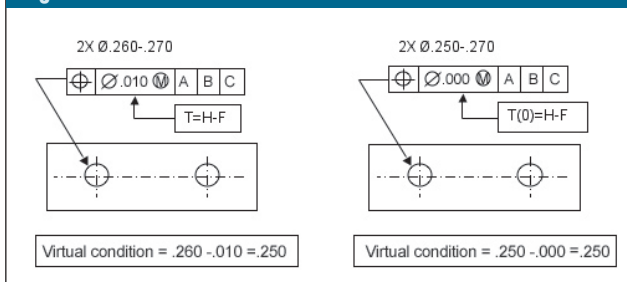 2X Ø.260-.270
⌖ Ø.010 Ⓜ A B C
T=H-F
Virtual condition = .260 -.010 =.250
2X Ø.250-.270
⌖ Ø.000 Ⓜ A B C
T(0)=H-F
Virtual condition = .250 -.000 =.250